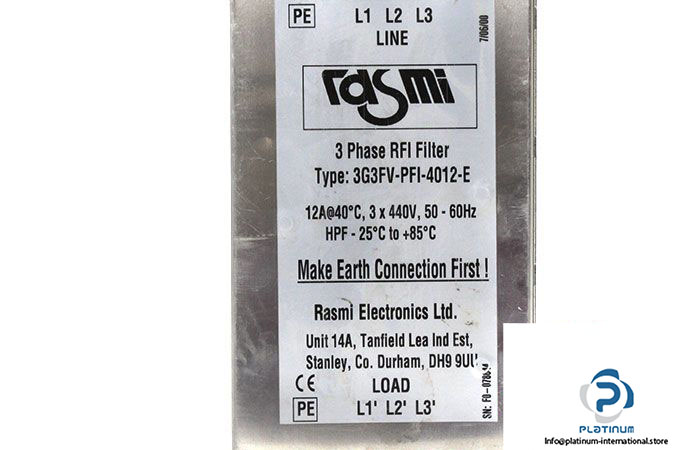 PE L1 L2 L3
LINE
7/06/00
rasmi
3 Phase RFI Filter
Type: 3G3FV-PFI-4012-E
12A@40°C, 3 x 440V, 50 - 60Hz
HPF - 25°C to +85°C
Make Earth Connection First !
Rasmi Electronics Ltd.
Unit 14A, Tanfield Lea Ind Est,
Stanley, Co. Durham, DH9 9UU
CE LOAD
PE L1' L2' L3'
SN:
PLATINUM
Info@platinum-international.store